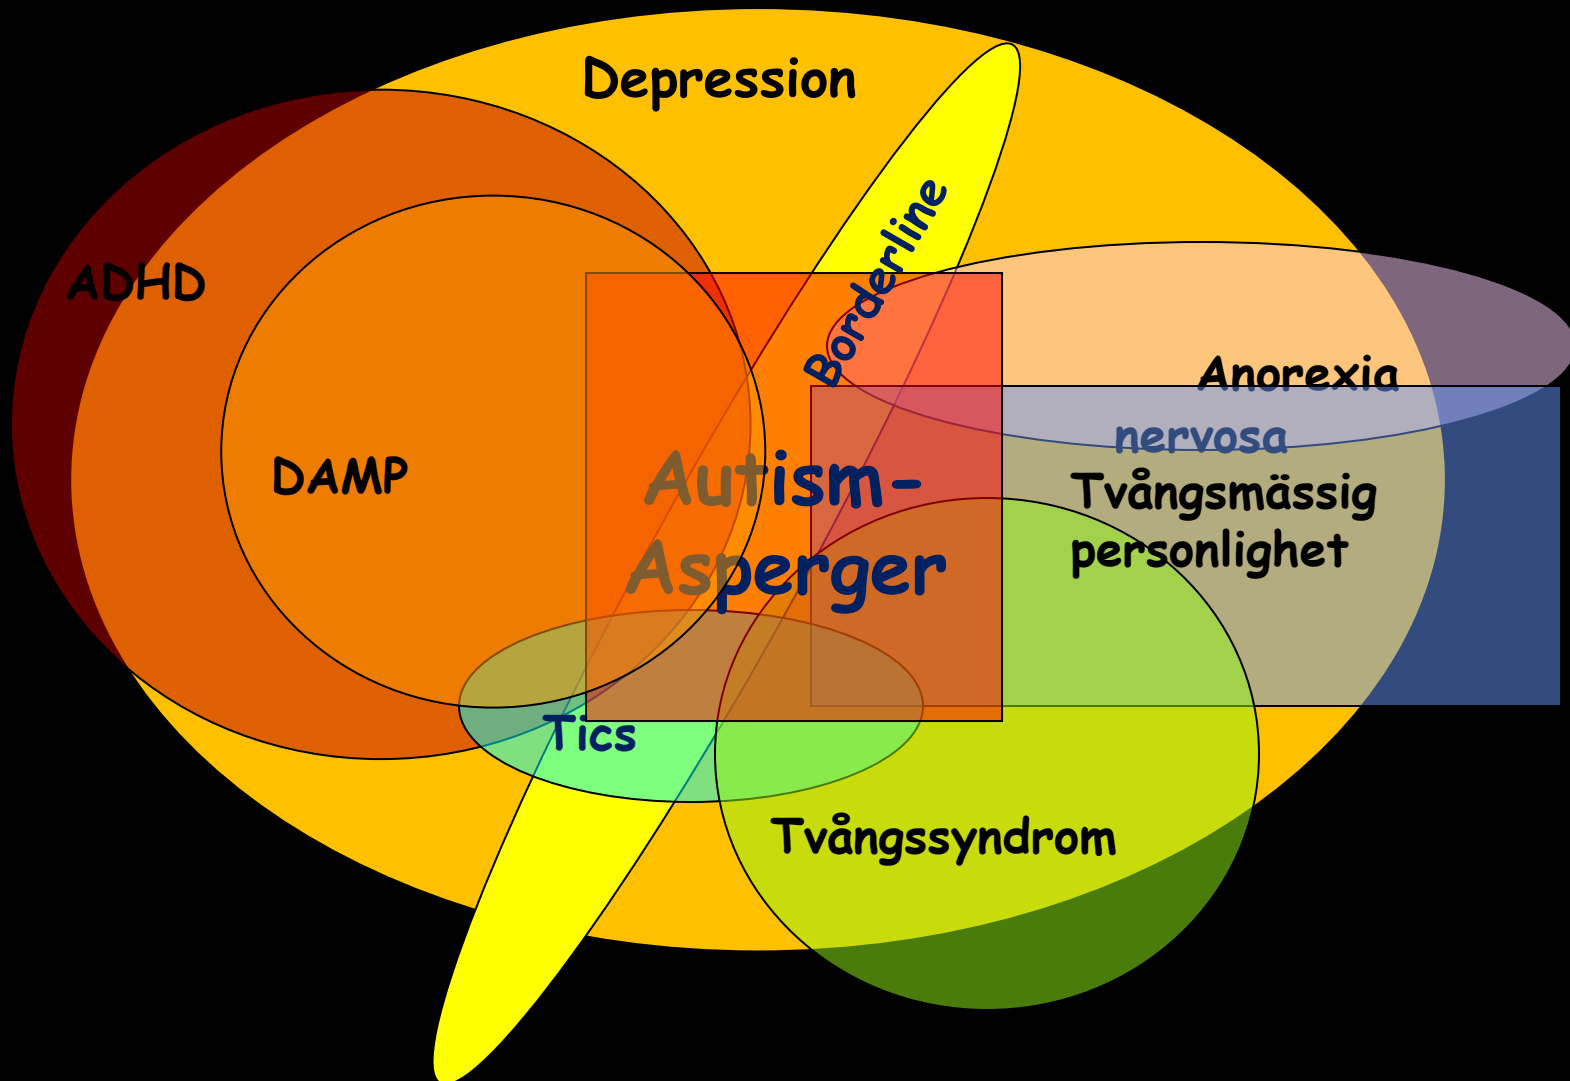 Depression
Borderline
ADHD
Anorexia
nervosa
DAMP
Autism-
Asperger
Tvångsmässig
personlighet
Tics
Tvångssyndrom